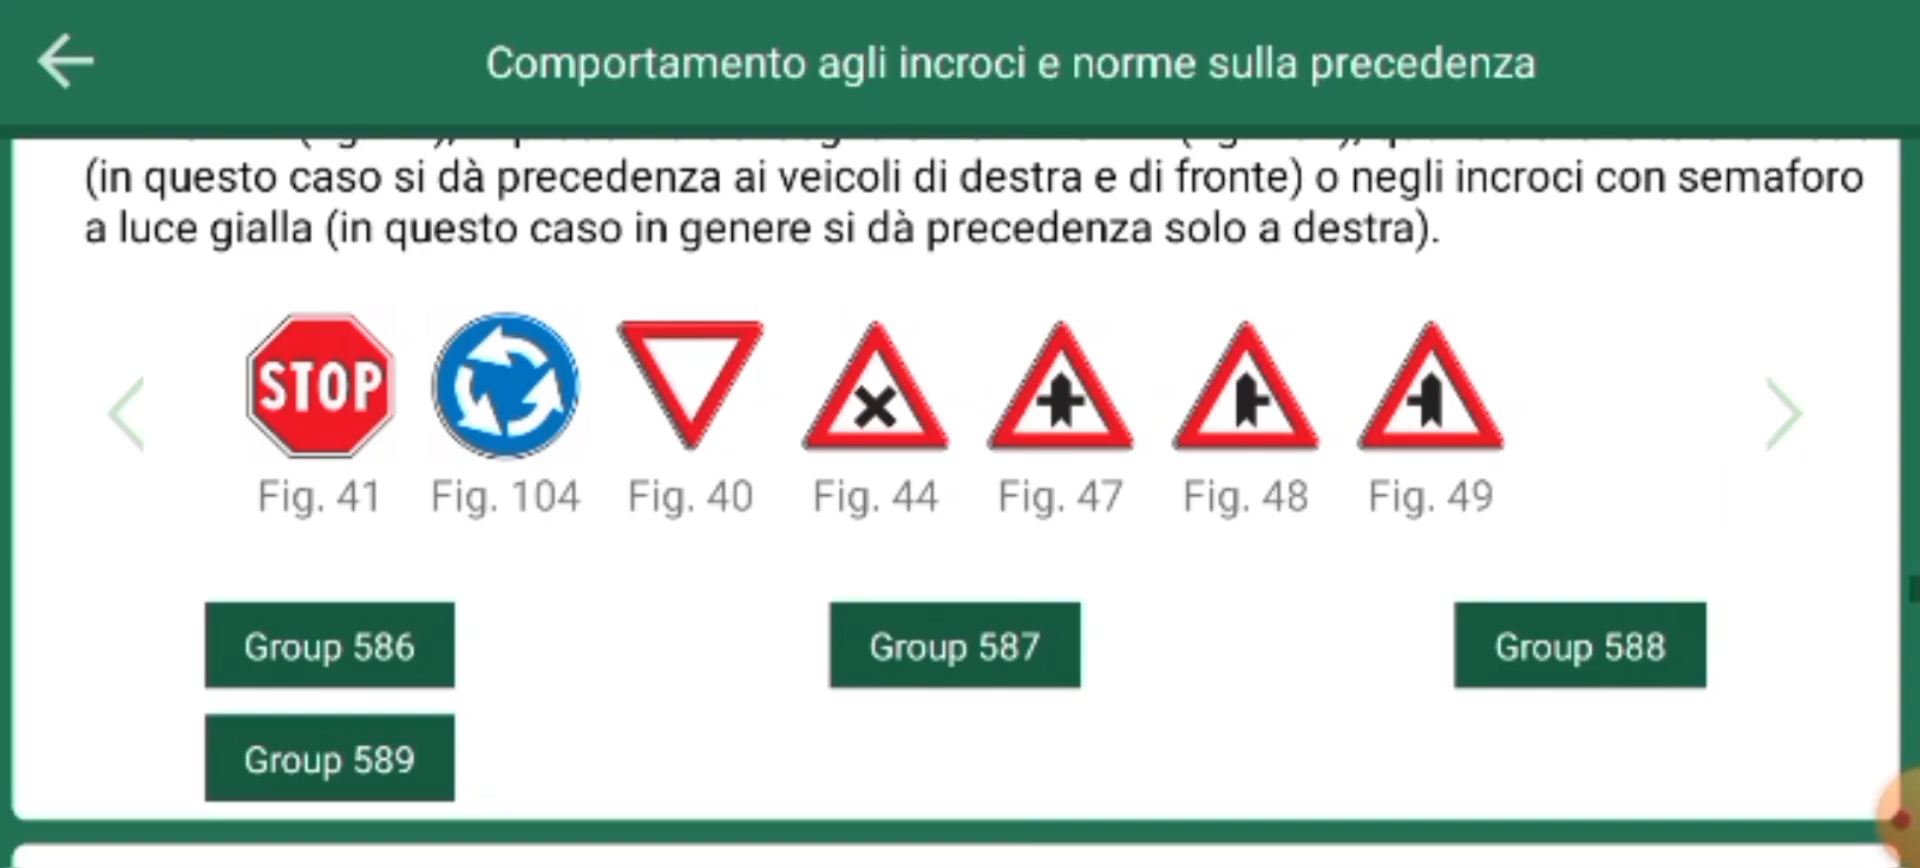 Comportamento agli incroci e norme sulla precedenza
(in questo caso si dà precedenza ai veicoli di destra e di fronte) o negli incroci con semaforo
a luce gialla (in questo caso in genere si dà precedenza solo a destra).
STOP
Fig. 41 Fig. 104 Fig. 40 Fig. 44 Fig. 47 Fig. 48 Fig. 49
Group 586 Group 587 Group 588
Group 589